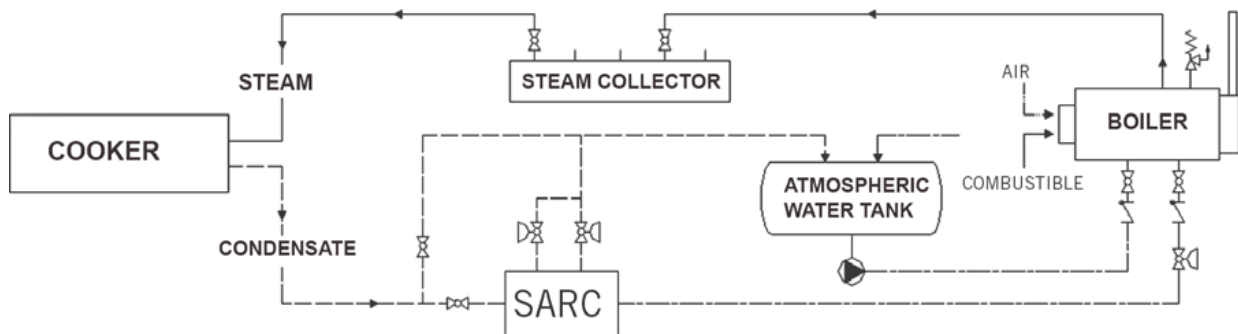 STEAM COLLECTOR
STEAM
AIR
BOILER
COOKER
ATMOSPHERIC
WATER TANK
COMBUSTIBLE
CONDENSATE
SARC